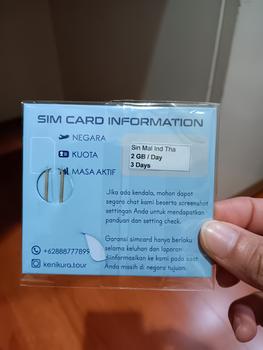 SIM CARD INFORMATION
NEGARA
Sin Mal Ind Tha
KUOTA
2 GB / Day
MASA AKTIF
3 Days
Jika ada kendala, mohon dapat
segera chat kami beserta screenshot
settingan Anda untuk mendapatkan
panduan dan setting check.
Garansi simcard hanya berlaku
selama keluhan dan laporan
diinformasikan ke kami pada saat
Anda masih di negara tujuan.
+62888777899
kenikura.tour